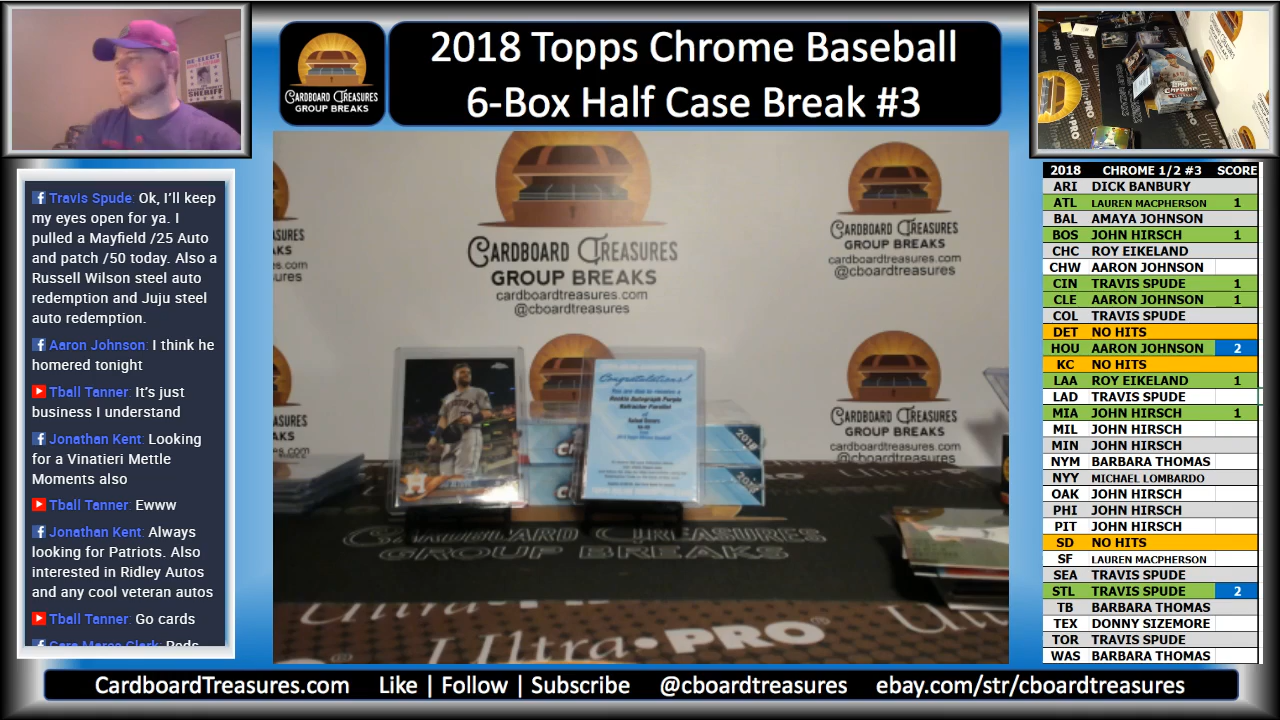 RE-ELECT
SHERIFF
CARDBOARD TREASURES
GROUP BREAKS
2018 Topps Chrome Baseball
6-Box Half Case Break #3
Travis Spude: Ok, I'll keep
my eyes open for ya. I
pulled a Mayfield /25 Auto
and patch /50 today. Also a
Russell Wilson steel auto
redemption and Juju steel
auto redemption.
Aaron Johnson: I think he
homered tonight
Tball Tanner: It's just
business I understand
Jonathan Kent: Looking
for a Vinatieri Mettle
Moments also
Tball Tanner: Ewww
Jonathan Kent: Always
looking for Patriots. Also
interested in Ridley Autos
and any cool veteran autos
Tball Tanner: Go cards
CARDBOARD TREASURES
GROUP BREAKS
cardboardtreasures.com
@cboardtreasures
CARDBOARD TREASURES
GROUP BREAKS
cardboardtreasures.com
@cboardtreasures
CARDBOARD TREASURES
GROUP BREAKS
cardboardtreasures.com
@cboardtreasures
Congratulations!
2018
CARDBOARD TREASURES
GROUP BREAKS
Ultra•PRO
2018 CHROME 1/2 #3 SCORE
ARI DICK BANBURY
ATL LAUREN MACPHERSON 1
BAL AMAYA JOHNSON
BOS JOHN HIRSCH 1
CHC ROY EIKELAND
CHW AARON JOHNSON
CIN TRAVIS SPUDE 1
CLE AARON JOHNSON 1
COL TRAVIS SPUDE
DET NO HITS
HOU AARON JOHNSON 2
KC NO HITS
LAA ROY EIKELAND 1
LAD TRAVIS SPUDE
MIA JOHN HIRSCH 1
MIL JOHN HIRSCH
MIN JOHN HIRSCH
NYM BARBARA THOMAS
NYY MICHAEL LOMBARDO
OAK JOHN HIRSCH
PHI JOHN HIRSCH
PIT JOHN HIRSCH
SD NO HITS
SF LAUREN MACPHERSON
SEA TRAVIS SPUDE
STL TRAVIS SPUDE 2
TB BARBARA THOMAS
TEX DONNY SIZEMORE
TOR TRAVIS SPUDE
WAS BARBARA THOMAS
CardboardTreasures.com Like | Follow | Subscribe @cboardtreasures ebay.com/str/cboardtreasures